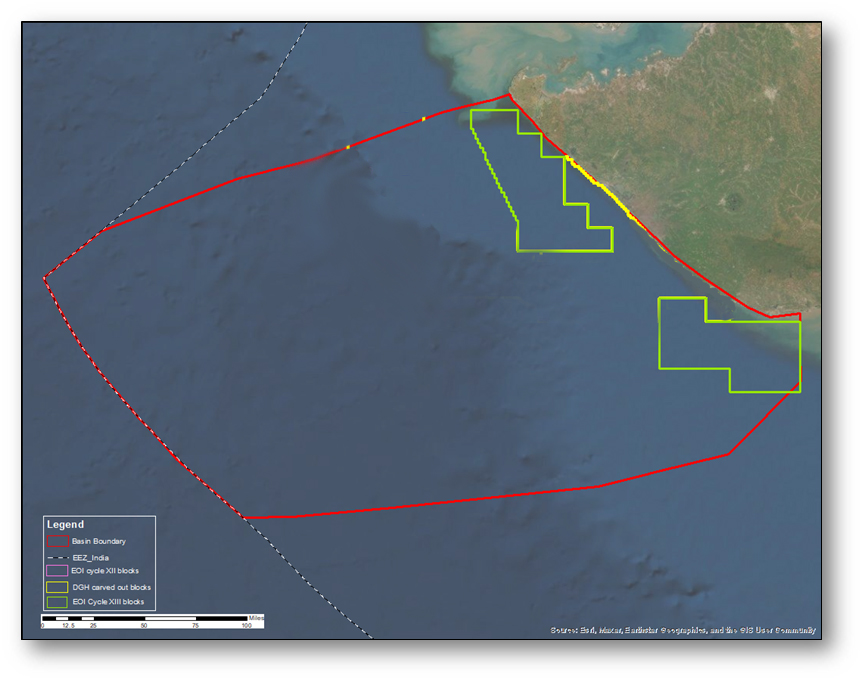 Legend
Basin Boundary
EEZ_India
EOI cycle XII blocks
DGH carved out blocks
EOI Cycle XIII blocks
Miles
0 12.5 25 50 75 100
Source: Esri, Maxar, Earthstar Geographics, and the GIS User Community